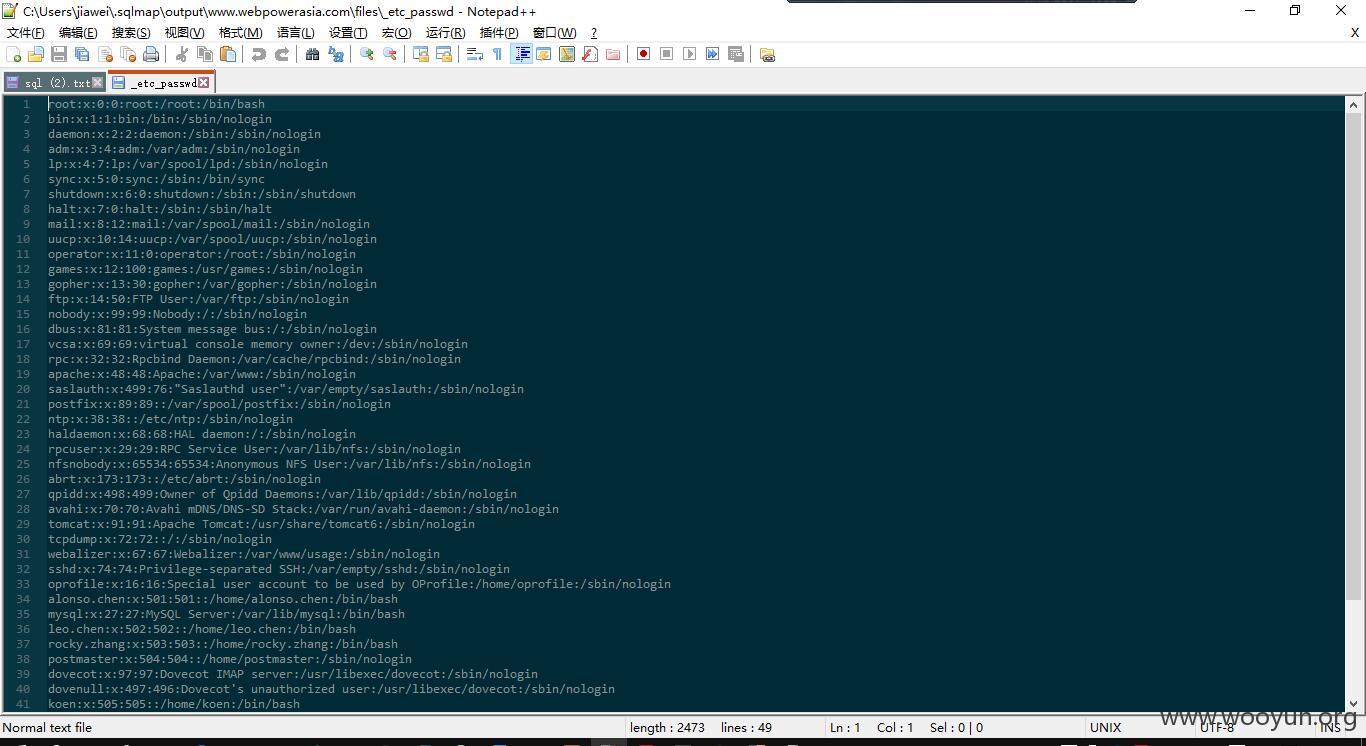 C:\Users\jiawei\.sqlmap\output\www.webpowerasia.com\files\_etc_passwd - Notepad++
文件(F) 编辑(E) 搜索(S) 视图(V) 格式(M) 语言(L) 设置(T) 宏(O) 运行(R) 插件(P) 窗口(W) ? X
sql (2).txt _etc_passwd
1 root:x:0:0:root:/root:/bin/bash
2 bin:x:1:1:bin:/bin:/sbin/nologin
3 daemon:x:2:2:daemon:/sbin:/sbin/nologin
4 adm:x:3:4:adm:/var/adm:/sbin/nologin
5 lp:x:4:7:lp:/var/spool/lpd:/sbin/nologin
6 sync:x:5:0:sync:/sbin:/bin/sync
7 shutdown:x:6:0:shutdown:/sbin:/sbin/shutdown
8 halt:x:7:0:halt:/sbin:/sbin/halt
9 mail:x:8:12:mail:/var/spool/mail:/sbin/nologin
10 uucp:x:10:14:uucp:/var/spool/uucp:/sbin/nologin
11 operator:x:11:0:operator:/root:/sbin/nologin
12 games:x:12:100:games:/usr/games:/sbin/nologin
13 gopher:x:13:30:gopher:/var/gopher:/sbin/nologin
14 ftp:x:14:50:FTP User:/var/ftp:/sbin/nologin
15 nobody:x:99:99:Nobody:/:/sbin/nologin
16 dbus:x:81:81:System message bus:/:/sbin/nologin
17 vcsa:x:69:69:virtual console memory owner:/dev:/sbin/nologin
18 rpc:x:32:32:Rpcbind Daemon:/var/cache/rpcbind:/sbin/nologin
19 apache:x:48:48:Apache:/var/www:/sbin/nologin
20 saslauth:x:499:76:"Saslauthd user":/var/empty/saslauth:/sbin/nologin
21 postfix:x:89:89::/var/spool/postfix:/sbin/nologin
22 ntp:x:38:38::/etc/ntp:/sbin/nologin
23 haldaemon:x:68:68:HAL daemon:/:/sbin/nologin
24 rpcuser:x:29:29:RPC Service User:/var/lib/nfs:/sbin/nologin
25 nfsnobody:x:65534:65534:Anonymous NFS User:/var/lib/nfs:/sbin/nologin
26 abrt:x:173:173::/etc/abrt:/sbin/nologin
27 qpidd:x:498:499:Owner of Qpidd Daemons:/var/lib/qpidd:/sbin/nologin
28 avahi:x:70:70:Avahi mDNS/DNS-SD Stack:/var/run/avahi-daemon:/sbin/nologin
29 tomcat:x:91:91:Apache Tomcat:/usr/share/tomcat6:/sbin/nologin
30 tcpdump:x:72:72::/:/sbin/nologin
31 webalizer:x:67:67:Webalizer:/var/www/usage:/sbin/nologin
32 sshd:x:74:74:Privilege-separated SSH:/var/empty/sshd:/sbin/nologin
33 oprofile:x:16:16:Special user account to be used by OProfile:/home/oprofile:/sbin/nologin
34 alonso.chen:x:501:501::/home/alonso.chen:/bin/bash
35 mysql:x:27:27:MySQL Server:/var/lib/mysql:/bin/bash
36 leo.chen:x:502:502::/home/leo.chen:/bin/bash
37 rocky.zhang:x:503:503::/home/rocky.zhang:/bin/bash
38 postmaster:x:504:504::/home/postmaster:/sbin/nologin
39 dovecot:x:97:97:Dovecot IMAP server:/usr/libexec/dovecot:/sbin/nologin
40 dovenull:x:497:496:Dovecot's unauthorized user:/usr/libexec/dovecot:/sbin/nologin
41 koen:x:505:505::/home/koen:/bin/bash
Normal text file length : 2473 lines : 49 Ln : 1 Col : 1 Sel : 0 | 0 UNIX UTF-8 INS
www.wooyun.org